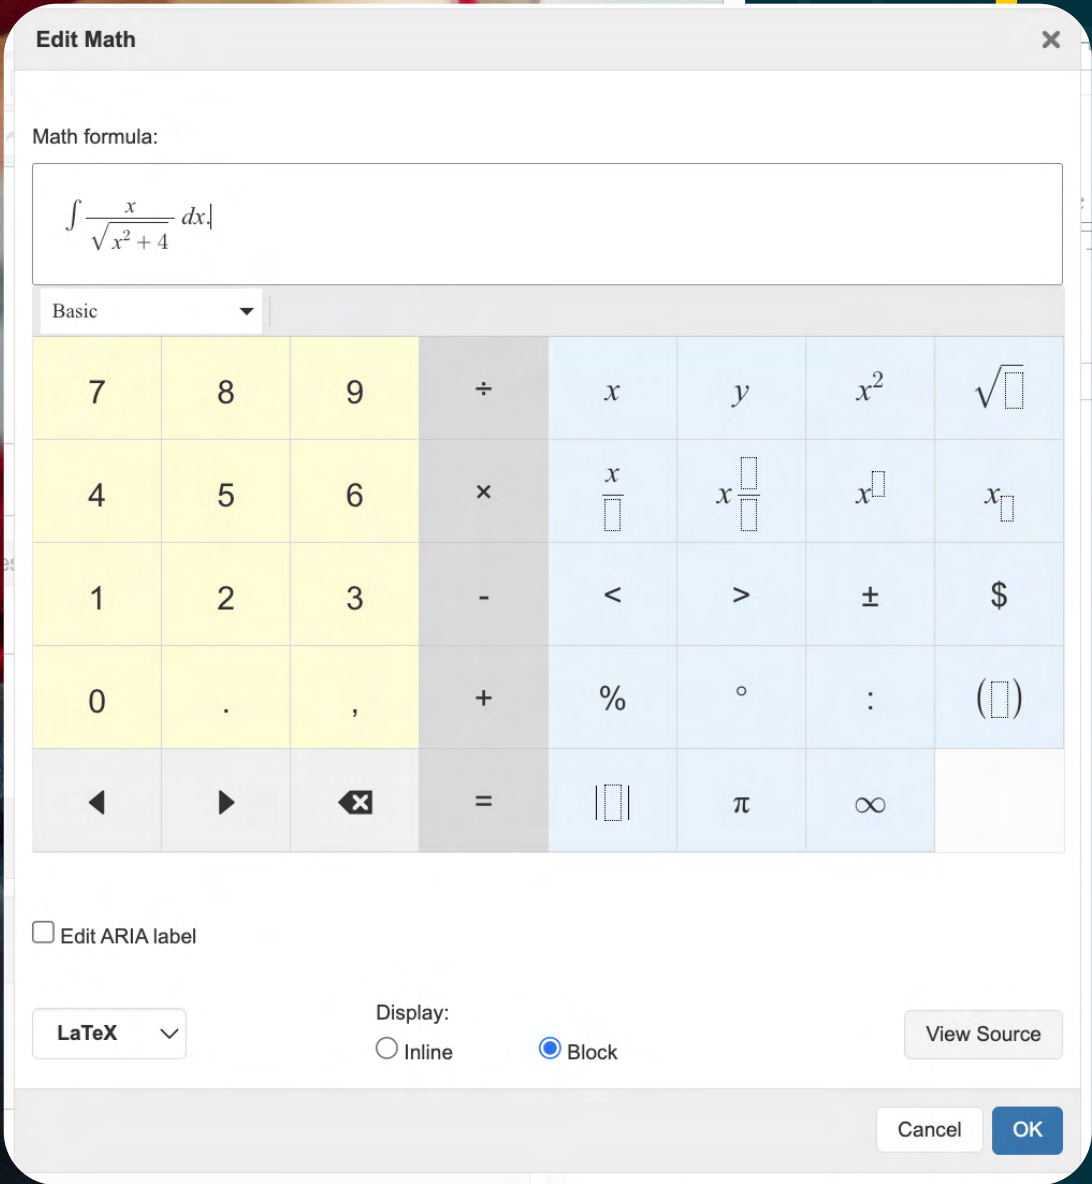 Edit Math
Math formula:
∫ x/√(x² + 4) dx.
Basic
7 8 9 ÷ x y x² √▯
4 5 6 × x/▯ x▯/▯ x^▯ x_▯
1 2 3 - < > ± $
0 . , + % ° : (▯)
= |▯| π ∞
Edit ARIA label
Display:
LaTeX
Inline Block
View Source
Cancel OK